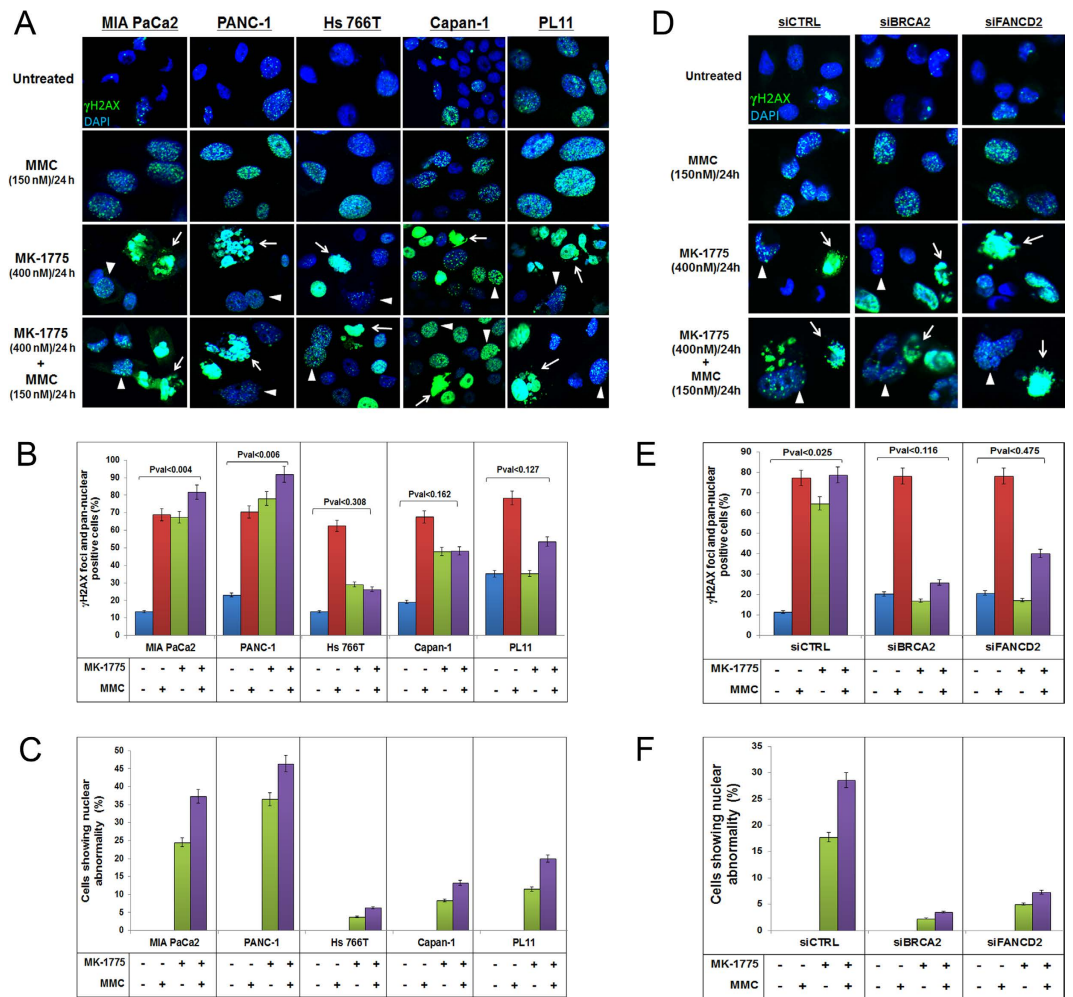 A
MIA PaCa2 PANC-1 Hs 766T Capan-1 PL11
Untreated
γH2AX
DAPI
MMC
(150 nM)/24 h
MK-1775
(400 nM)/24 h
MK-1775
(400 nM)/24 h
+
MMC
(150 nM)/24 h
D
siCTRL siBRCA2 siFANCD2
Untreated
γH2AX
DAPI
MMC
(150nM)/24h
MK-1775
(400nM)/24h
MK-1775
(400nM)/24h
+
MMC
(150nM)/24h
B
γH2AX foci and pan-nuclear
positive cells (%)
100
90
80
70
60
50
40
30
20
10
0
Pval<0.004 Pval<0.006 Pval<0.308 Pval<0.162 Pval<0.127
MIA PaCa2 PANC-1 Hs 766T Capan-1 PL11
MK-1775 - - + + - - + + - - + + - - + + - - + +
MMC - + - + - + - + - + - + - + - + - + - +
E
γH2AX foci and pan-nuclear
positive cells (%)
90
80
70
60
50
40
30
20
10
0
Pval<0.025 Pval<0.116 Pval<0.475
siCTRL siBRCA2 siFANCD2
MK-1775 - - + + - - + + - - + +
MMC - + - + - + - + - + - +
C
Cells showing nuclear
abnormality (%)
50
45
40
35
30
25
20
15
10
5
0
MIA PaCa2 PANC-1 Hs 766T Capan-1 PL11
MK-1775 - - + + - - + + - - + + - - + + - - + +
MMC - + - + - + - + - + - + - + - + - + - +
F
Cells showing nuclear
abnormality (%)
35
30
25
20
15
10
5
0
siCTRL siBRCA2 siFANCD2
MK-1775 - - + + - - + + - - + +
MMC - + - + - + - + - + - +